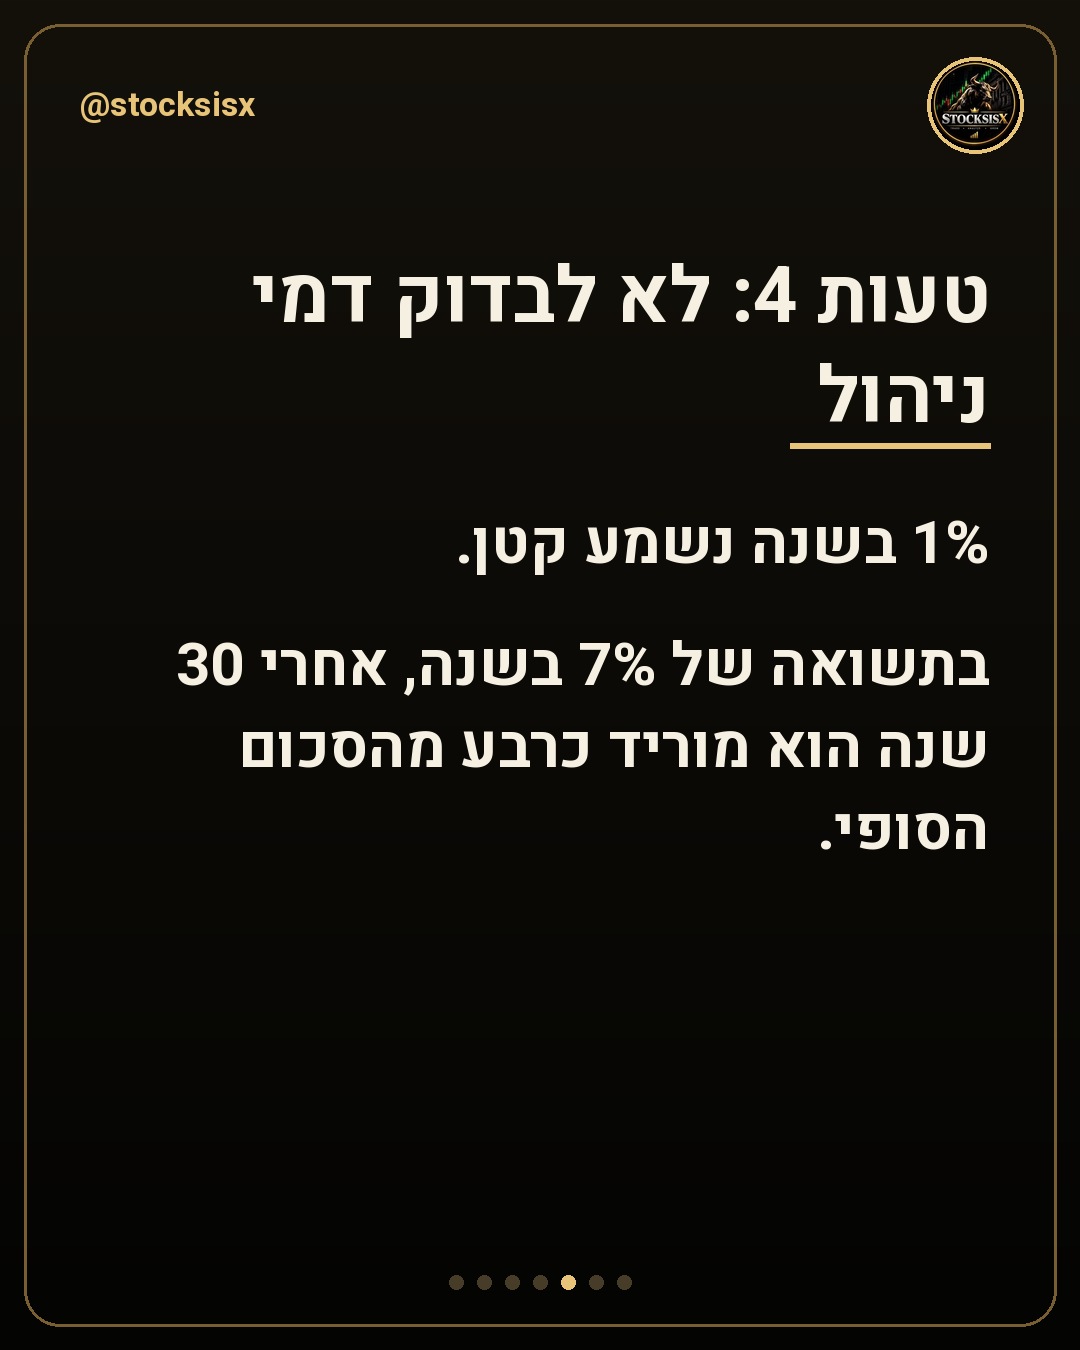 @stocksisx
STOCKSISX
טעות 4: לא לבדוק דמי
ניהול
1% בשנה נשמע קטן.
בתשואה של 7% בשנה, אחרי 30
שנה הוא מוריד כרבע מהסכום
הסופי.